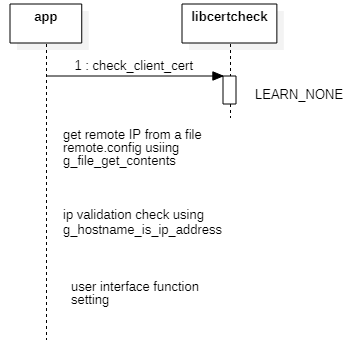 app
libcertcheck
1 : check_client_cert
LEARN_NONE
get remote IP from a file
remote.config usiing
g_file_get_contents
ip validation check using
g_hostname_is_ip_address
user interface function
setting